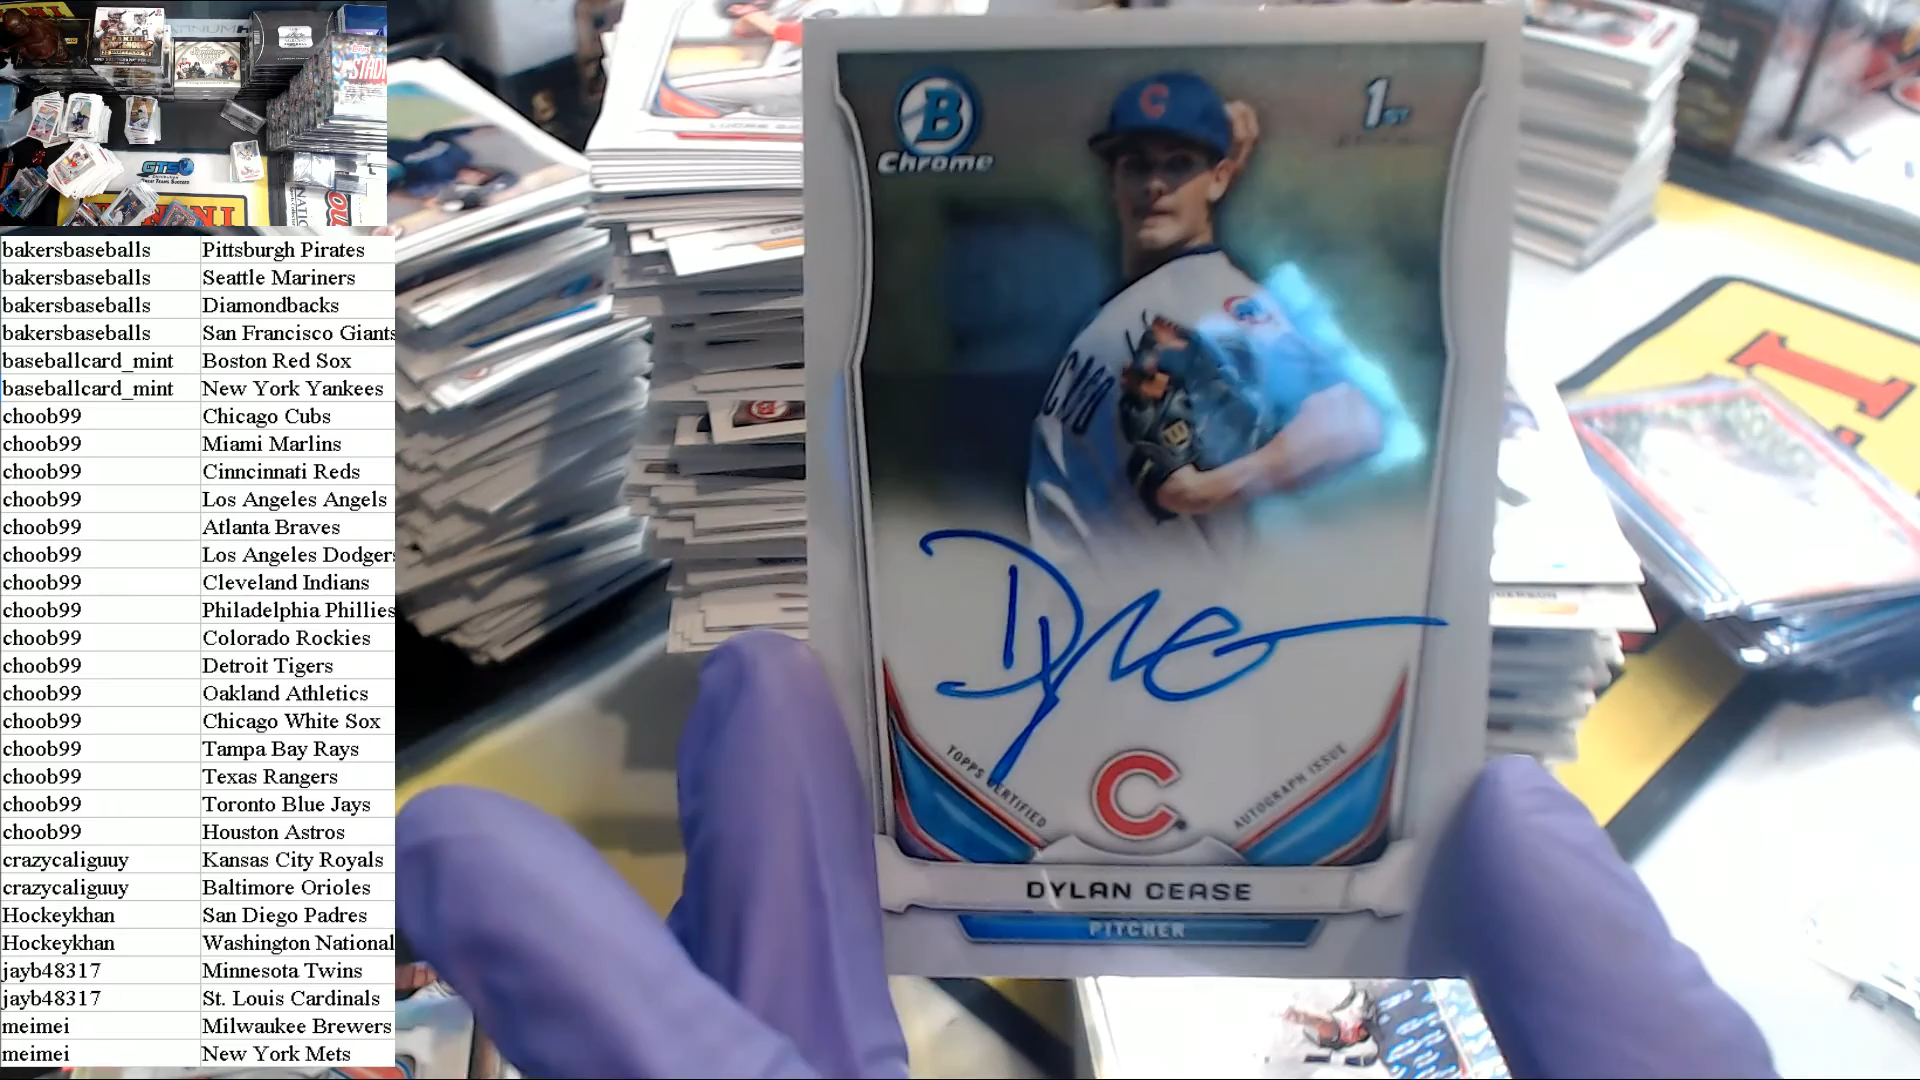 bakersbaseballs Pittsburgh Pirates
bakersbaseballs Seattle Mariners
bakersbaseballs Diamondbacks
bakersbaseballs San Francisco Giants
baseballcard_mint Boston Red Sox
baseballcard_mint New York Yankees
choob99 Chicago Cubs
choob99 Miami Marlins
choob99 Cinncinnati Reds
choob99 Los Angeles Angels
choob99 Atlanta Braves
choob99 Los Angeles Dodgers
choob99 Cleveland Indians
choob99 Philadelphia Phillies
choob99 Colorado Rockies
choob99 Detroit Tigers
choob99 Oakland Athletics
choob99 Chicago White Sox
choob99 Tampa Bay Rays
choob99 Texas Rangers
choob99 Toronto Blue Jays
choob99 Houston Astros
crazycaliguuy Kansas City Royals
crazycaliguuy Baltimore Orioles
Hockeykhan San Diego Padres
Hockeykhan Washington National
jayb48317 Minnesota Twins
jayb48317 St. Louis Cardinals
meimei Milwaukee Brewers
meimei New York Mets
B
Chrome
1st
C
TOPPS CERTIFIED
C
AUTOGRAPH ISSUE
DYLAN CEASE
PITCHER
GTS